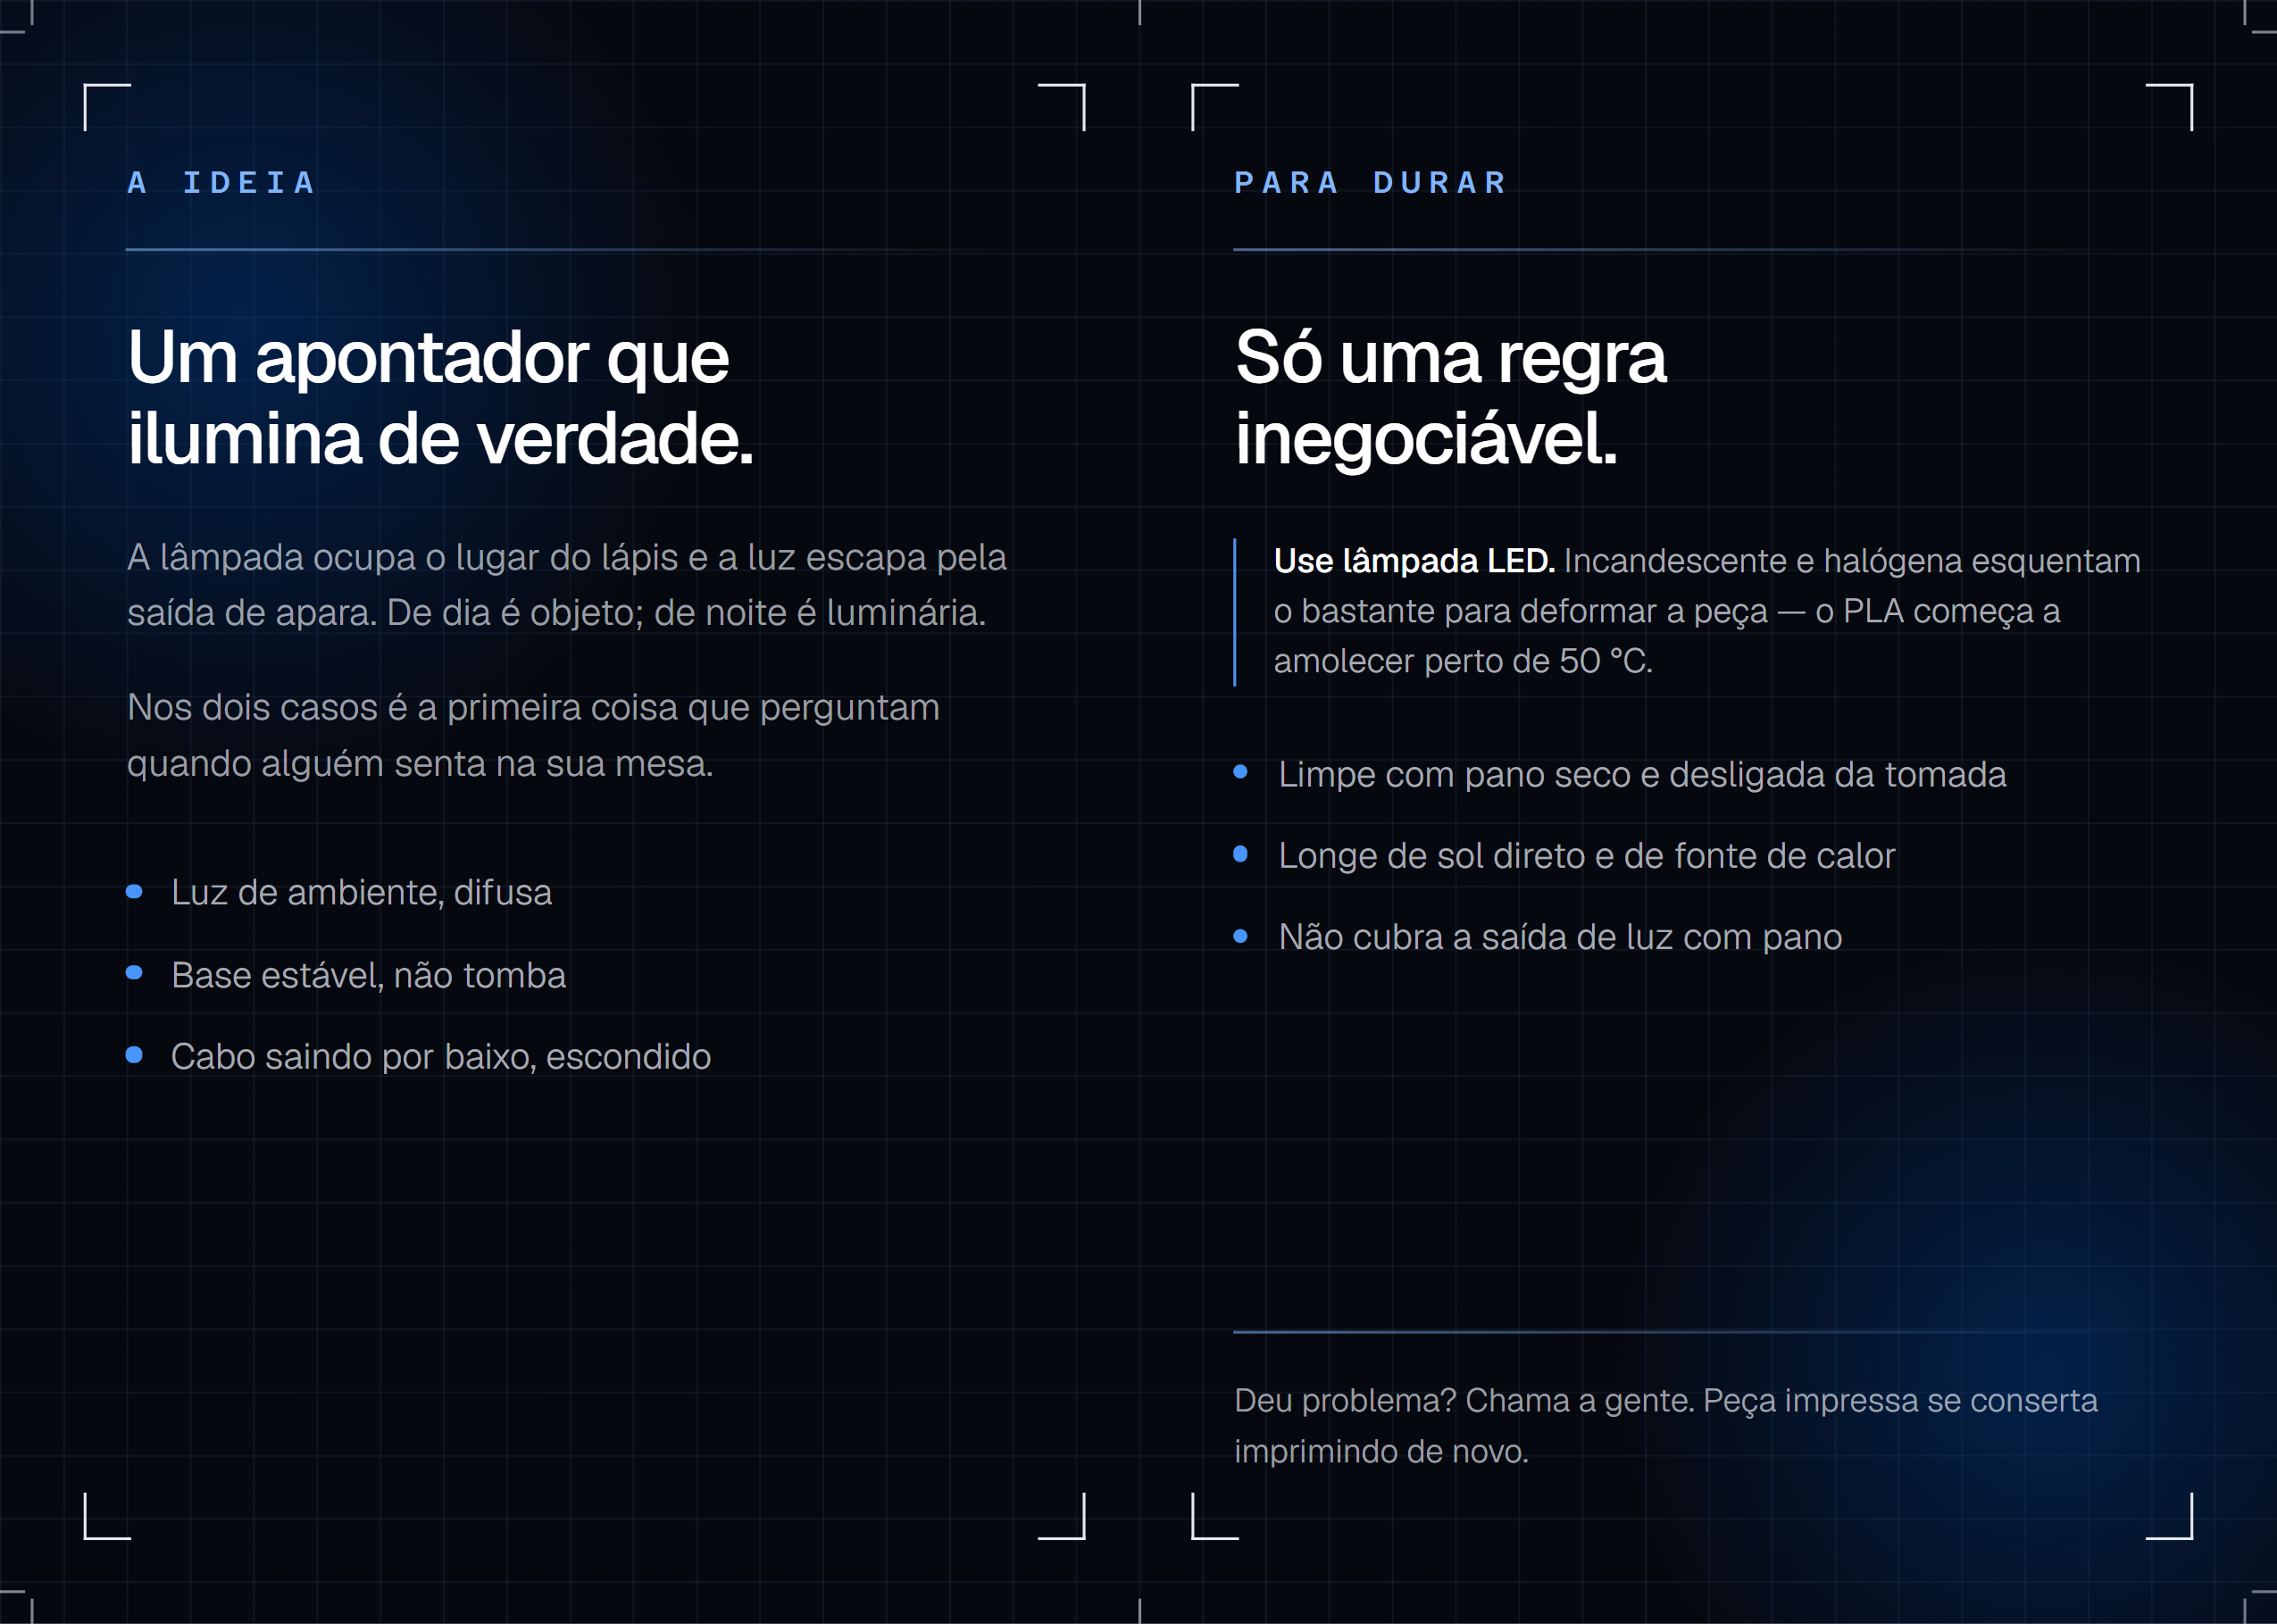 A IDEIA
Um apontador que
ilumina de verdade.
A lâmpada ocupa o lugar do lápis e a luz escapa pela
saída de apara. De dia é objeto; de noite é luminária.
Nos dois casos é a primeira coisa que perguntam
quando alguém senta na sua mesa.
Luz de ambiente, difusa
Base estável, não tomba
Cabo saindo por baixo, escondido
PARA DURAR
Só uma regra
inegociável.
Use lâmpada LED. Incandescente e halógena esquentam
o bastante para deformar a peça — o PLA começa a
amolecer perto de 50 °C.
Limpe com pano seco e desligada da tomada
Longe de sol direto e de fonte de calor
Não cubra a saída de luz com pano
Deu problema? Chama a gente. Peça impressa se conserta
imprimindo de novo.